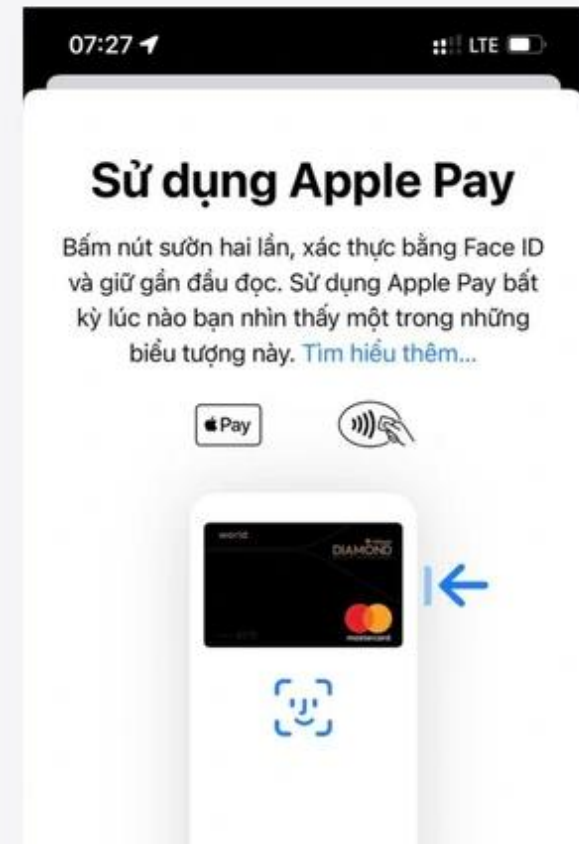 07:27
LTE
Sử dụng Apple Pay
Bấm nút sườn hai lần, xác thực bằng Face ID
và giữ gần đầu đọc. Sử dụng Apple Pay bất
kỳ lúc nào bạn nhìn thấy một trong những
biểu tượng này. Tìm hiểu thêm...
Pay
world
DIAMOND
mastercard